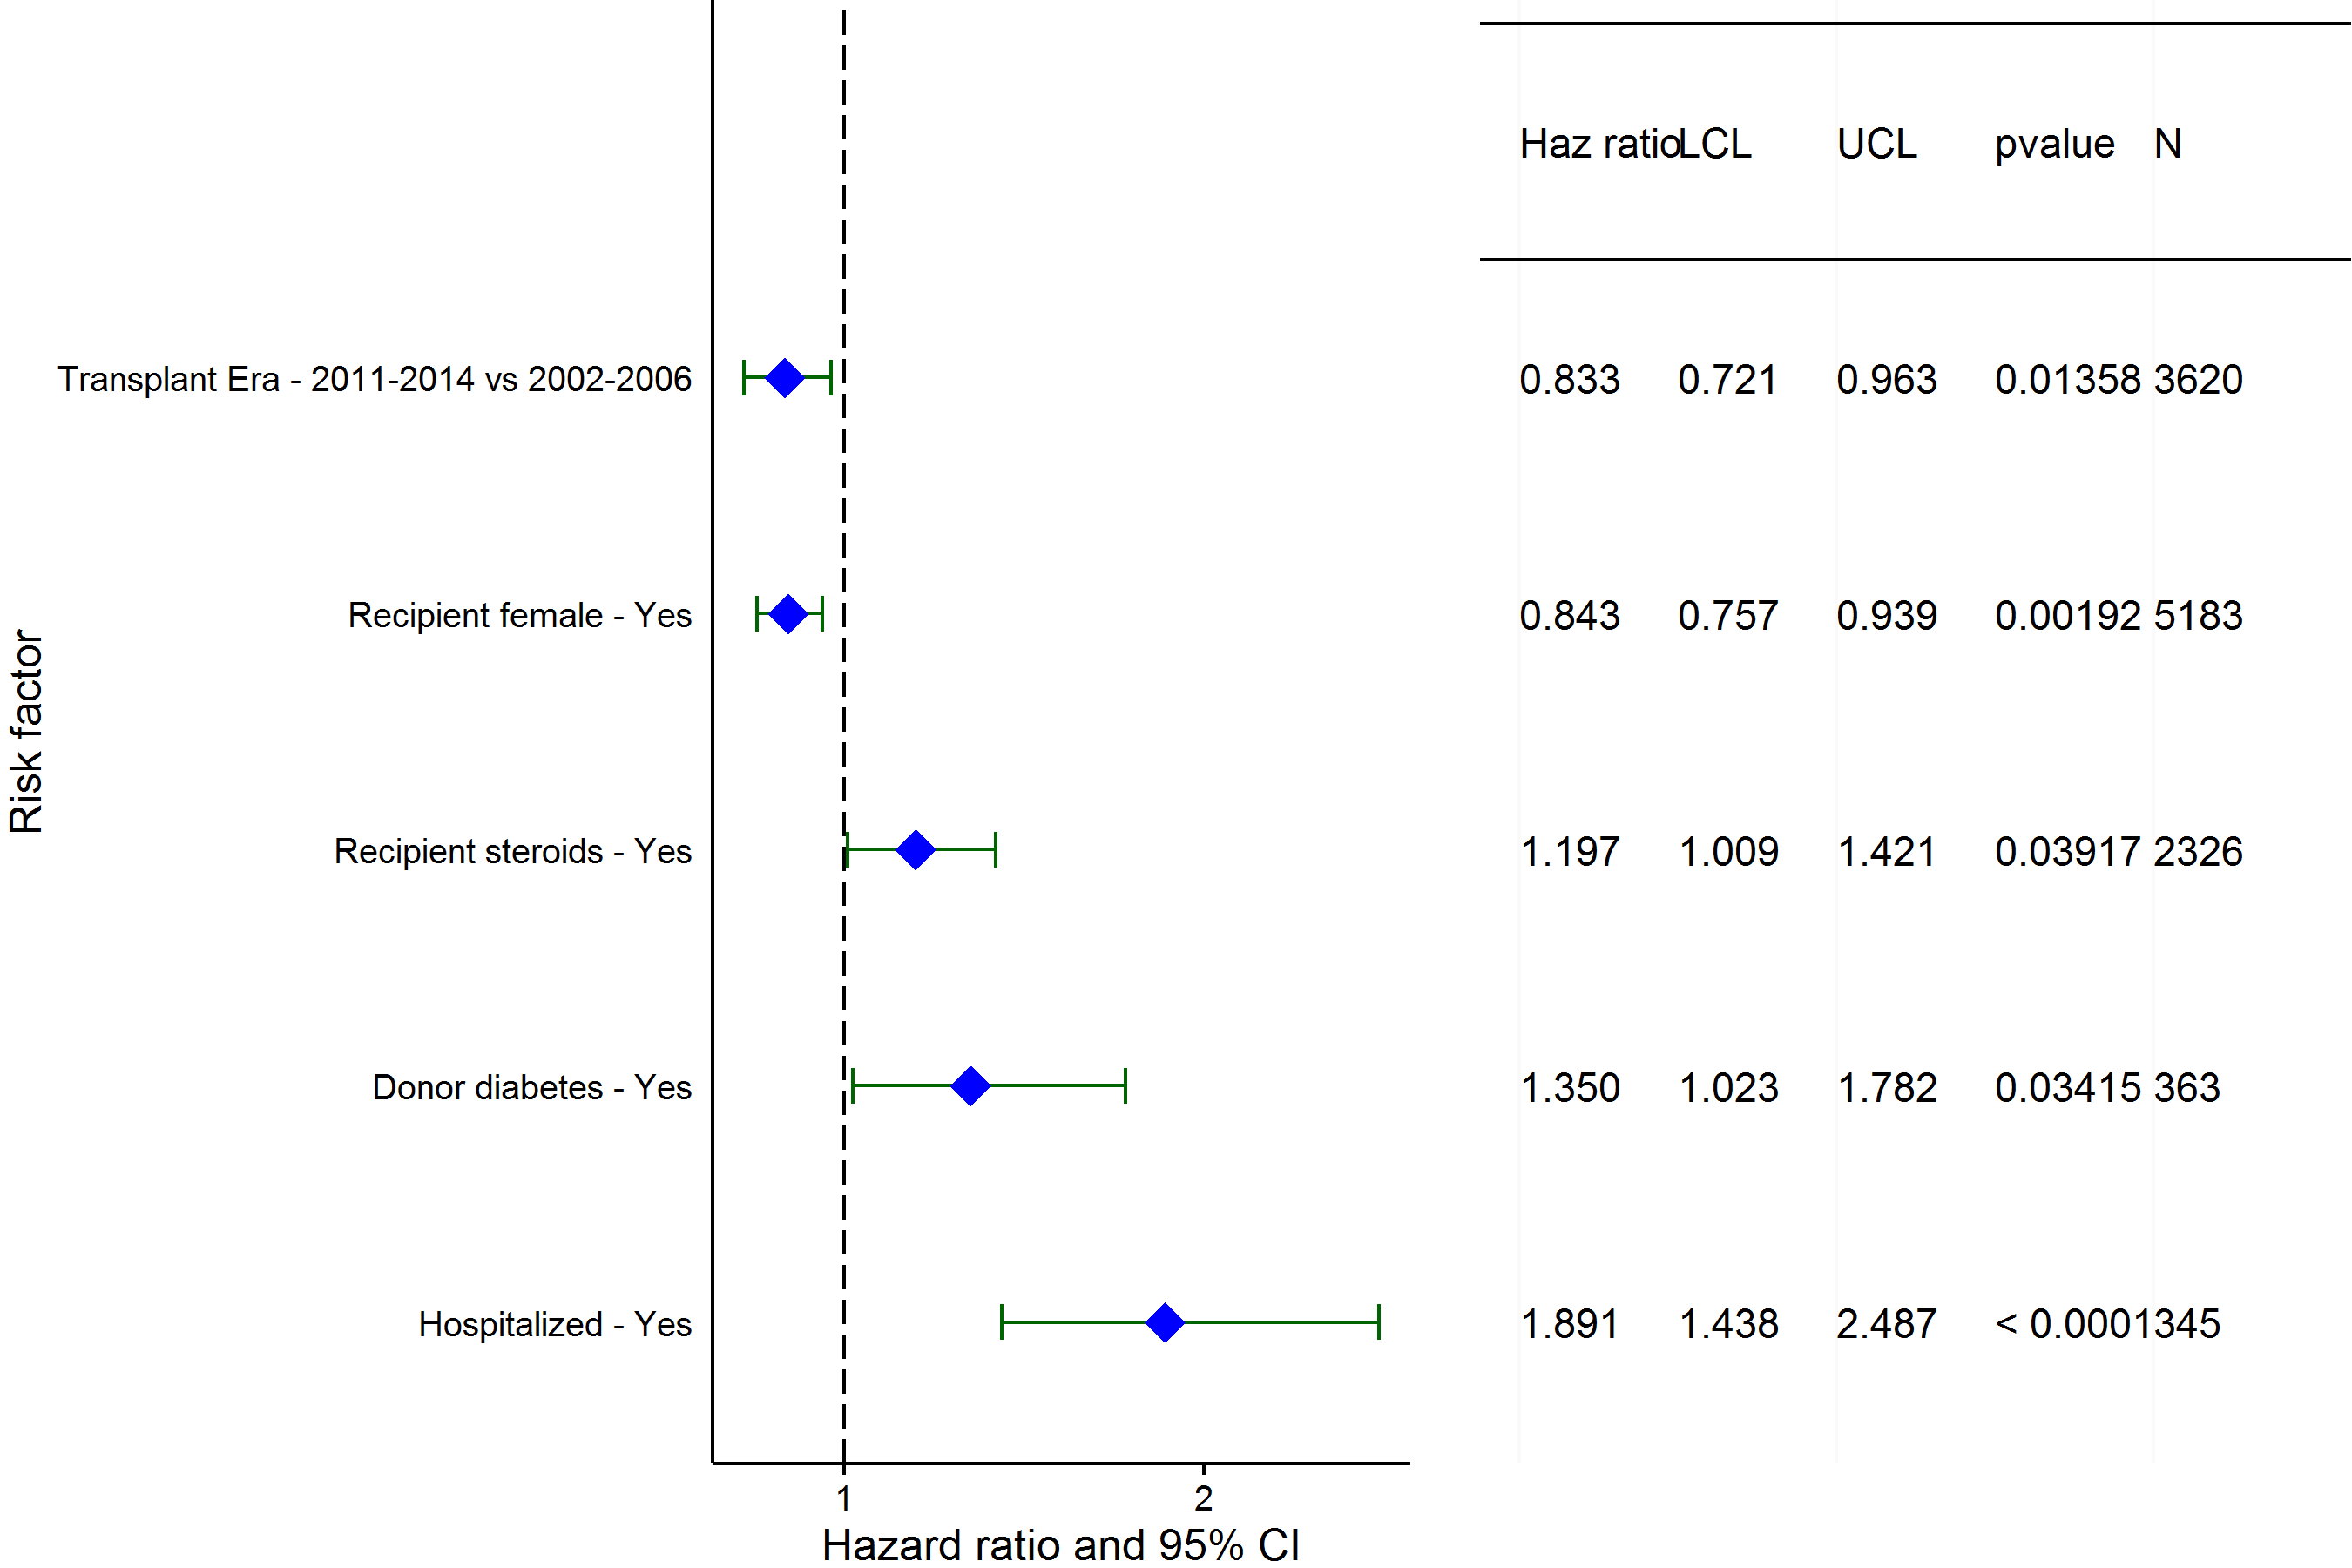 Haz ratio LCL UCL pvalue N
Transplant Era - 2011-2014 vs 2002-2006 0.833 0.721 0.963 0.01358 3620
Recipient female - Yes 0.843 0.757 0.939 0.00192 5183
Risk factor
Recipient steroids - Yes 1.197 1.009 1.421 0.03917 2326
Donor diabetes - Yes 1.350 1.023 1.782 0.03415 363
Hospitalized - Yes 1.891 1.438 2.487 < 0.0001 345
1 2
Hazard ratio and 95% CI